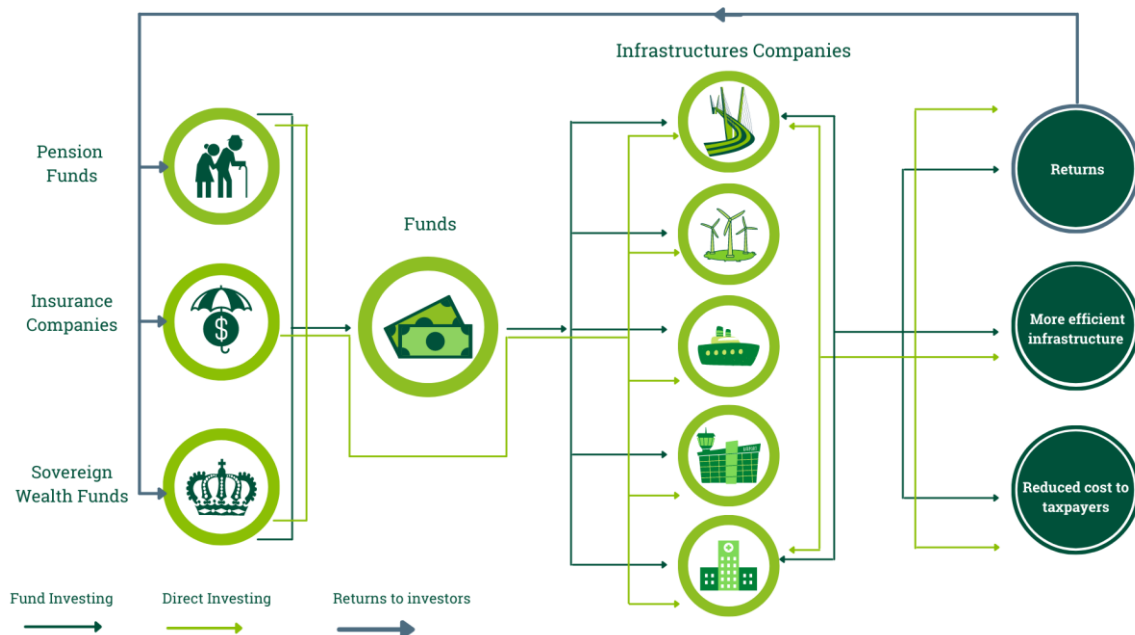 Infrastructures Companies
Pension
Funds
Funds
Insurance
Companies
Sovereign
Wealth Funds
Returns
More efficient
infrastructure
Reduced cost to
taxpayers
Fund Investing
Direct Investing
Returns to investors